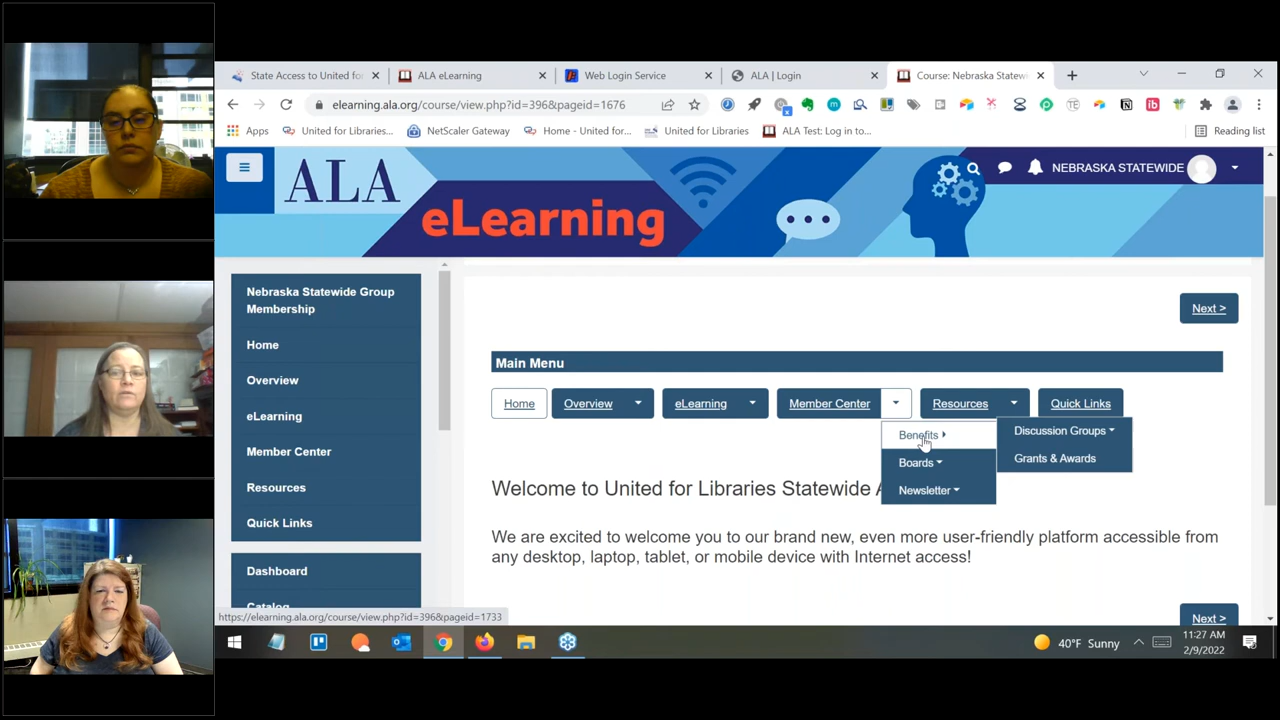 State Access to United for
ALA eLearning
Web Login Service
ALA | Login
Course: Nebraska Statew
elearning.ala.org/course/view.php?id=396&pageid=1676
Apps
United for Libraries...
NetScaler Gateway
Home - United for...
United for Libraries
ALA Test: Log in to...
Reading list
ALA
eLearning
NEBRASKA STATEWIDE
Nebraska Statewide Group
Membership
Home
Overview
eLearning
Member Center
Resources
Quick Links
Dashboard
Catalog
Next >
Main Menu
Home
Overview
eLearning
Member Center
Resources
Quick Links
Benefits
Discussion Groups
Boards
Grants & Awards
Newsletter
Welcome to United for Libraries Statewide
We are excited to welcome you to our brand new, even more user-friendly platform accessible from
any desktop, laptop, tablet, or mobile device with Internet access!
Next >
https://elearning.ala.org/course/view.php?id=396&pageid=1733
40°F Sunny
11:27 AM
2/9/2022